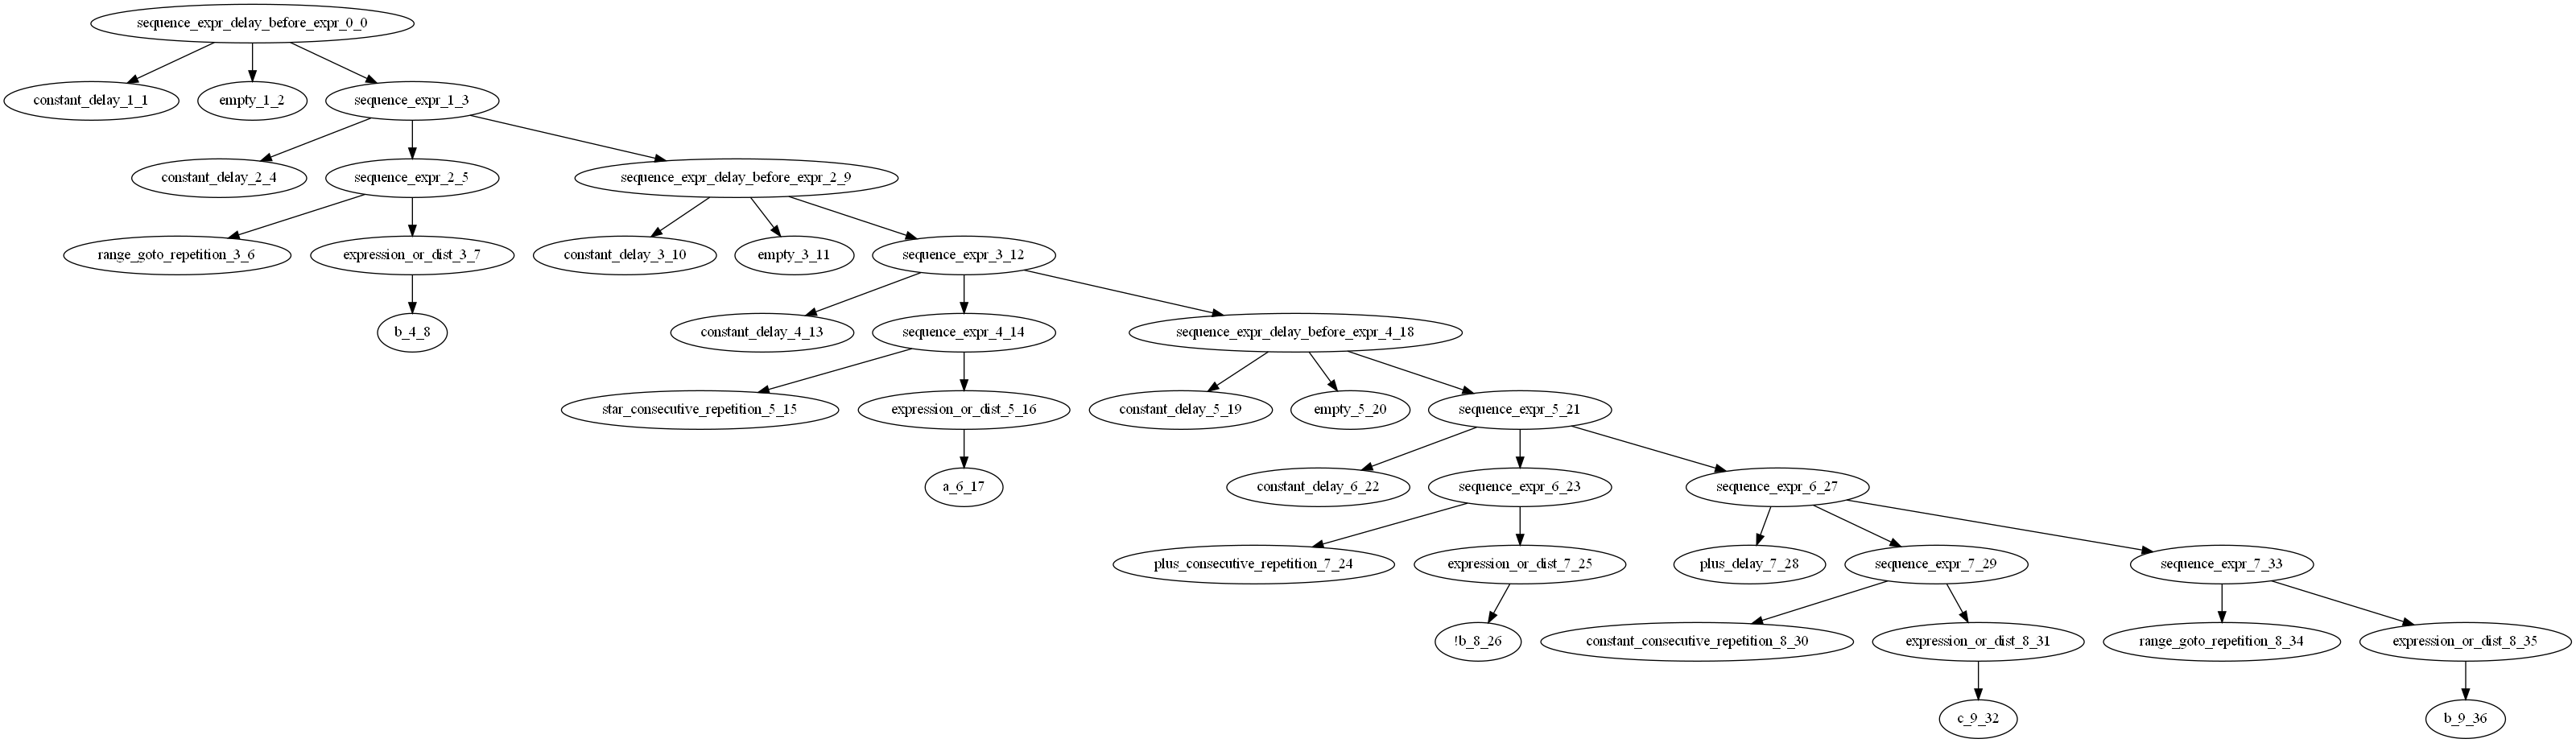 sequence_expr_delay_before_expr_0_0
constant_delay_1_1
empty_1_2
sequence_expr_1_3
constant_delay_2_4
sequence_expr_2_5
sequence_expr_delay_before_expr_2_9
range_goto_repetition_3_6
expression_or_dist_3_7
constant_delay_3_10
empty_3_11
sequence_expr_3_12
b_4_8
constant_delay_4_13
sequence_expr_4_14
sequence_expr_delay_before_expr_4_18
star_consecutive_repetition_5_15
expression_or_dist_5_16
constant_delay_5_19
empty_5_20
sequence_expr_5_21
a_6_17
constant_delay_6_22
sequence_expr_6_23
sequence_expr_6_27
plus_consecutive_repetition_7_24
expression_or_dist_7_25
plus_delay_7_28
sequence_expr_7_29
sequence_expr_7_33
!b_8_26
constant_consecutive_repetition_8_30
expression_or_dist_8_31
range_goto_repetition_8_34
expression_or_dist_8_35
c_9_32
b_9_36